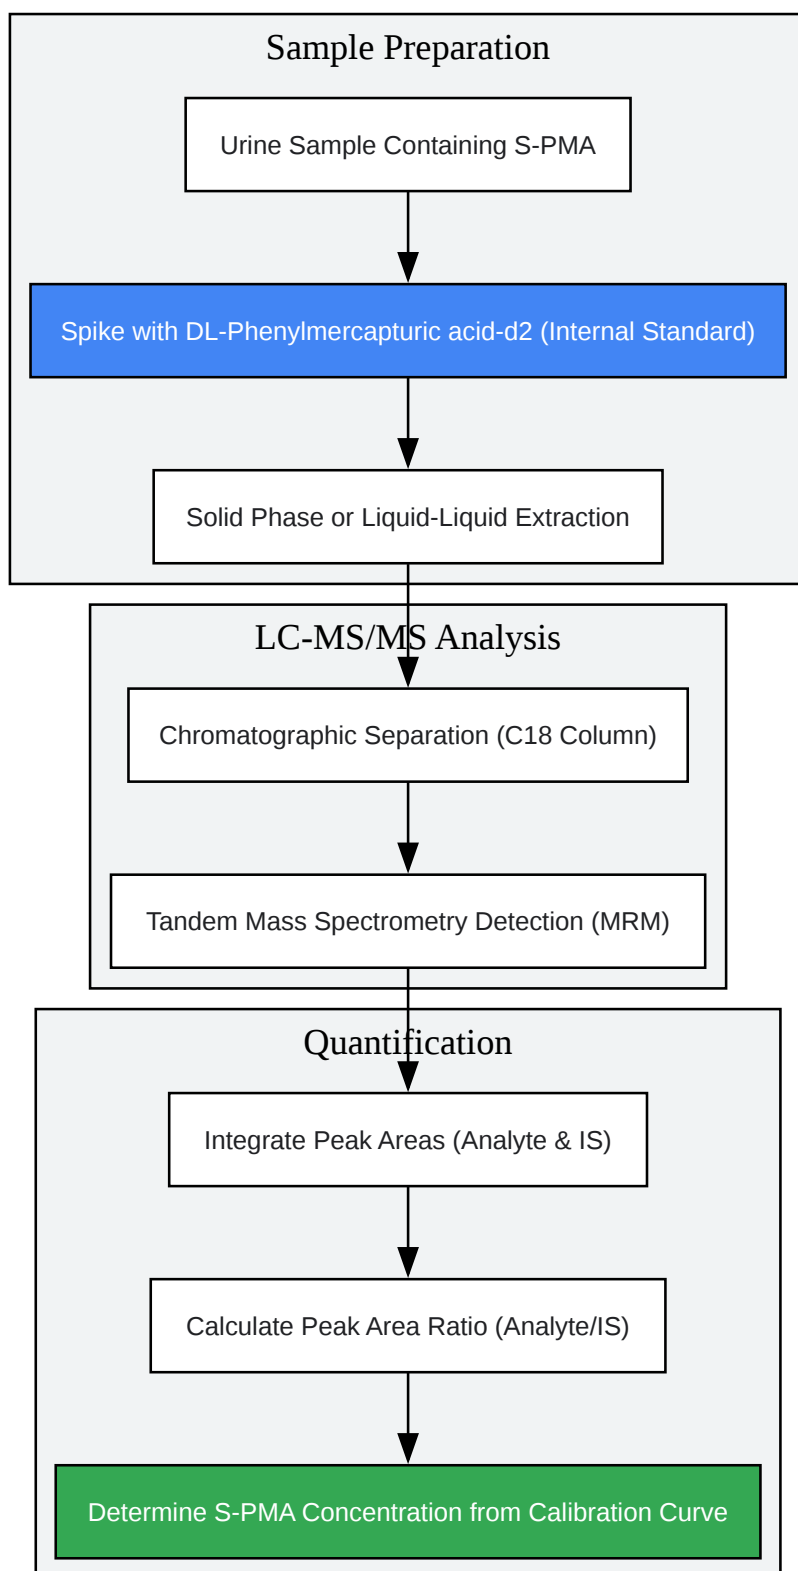 Sample Preparation
Urine Sample Containing S-PMA
Spike with DL-Phenylmercapturic acid-d2 (Internal Standard)
Solid Phase or Liquid-Liquid Extraction
LC-MS/MS Analysis
Chromatographic Separation (C18 Column)
Tandem Mass Spectrometry Detection (MRM)
Quantification
Integrate Peak Areas (Analyte & IS)
Calculate Peak Area Ratio (Analyte/IS)
Determine S-PMA Concentration from Calibration Curve